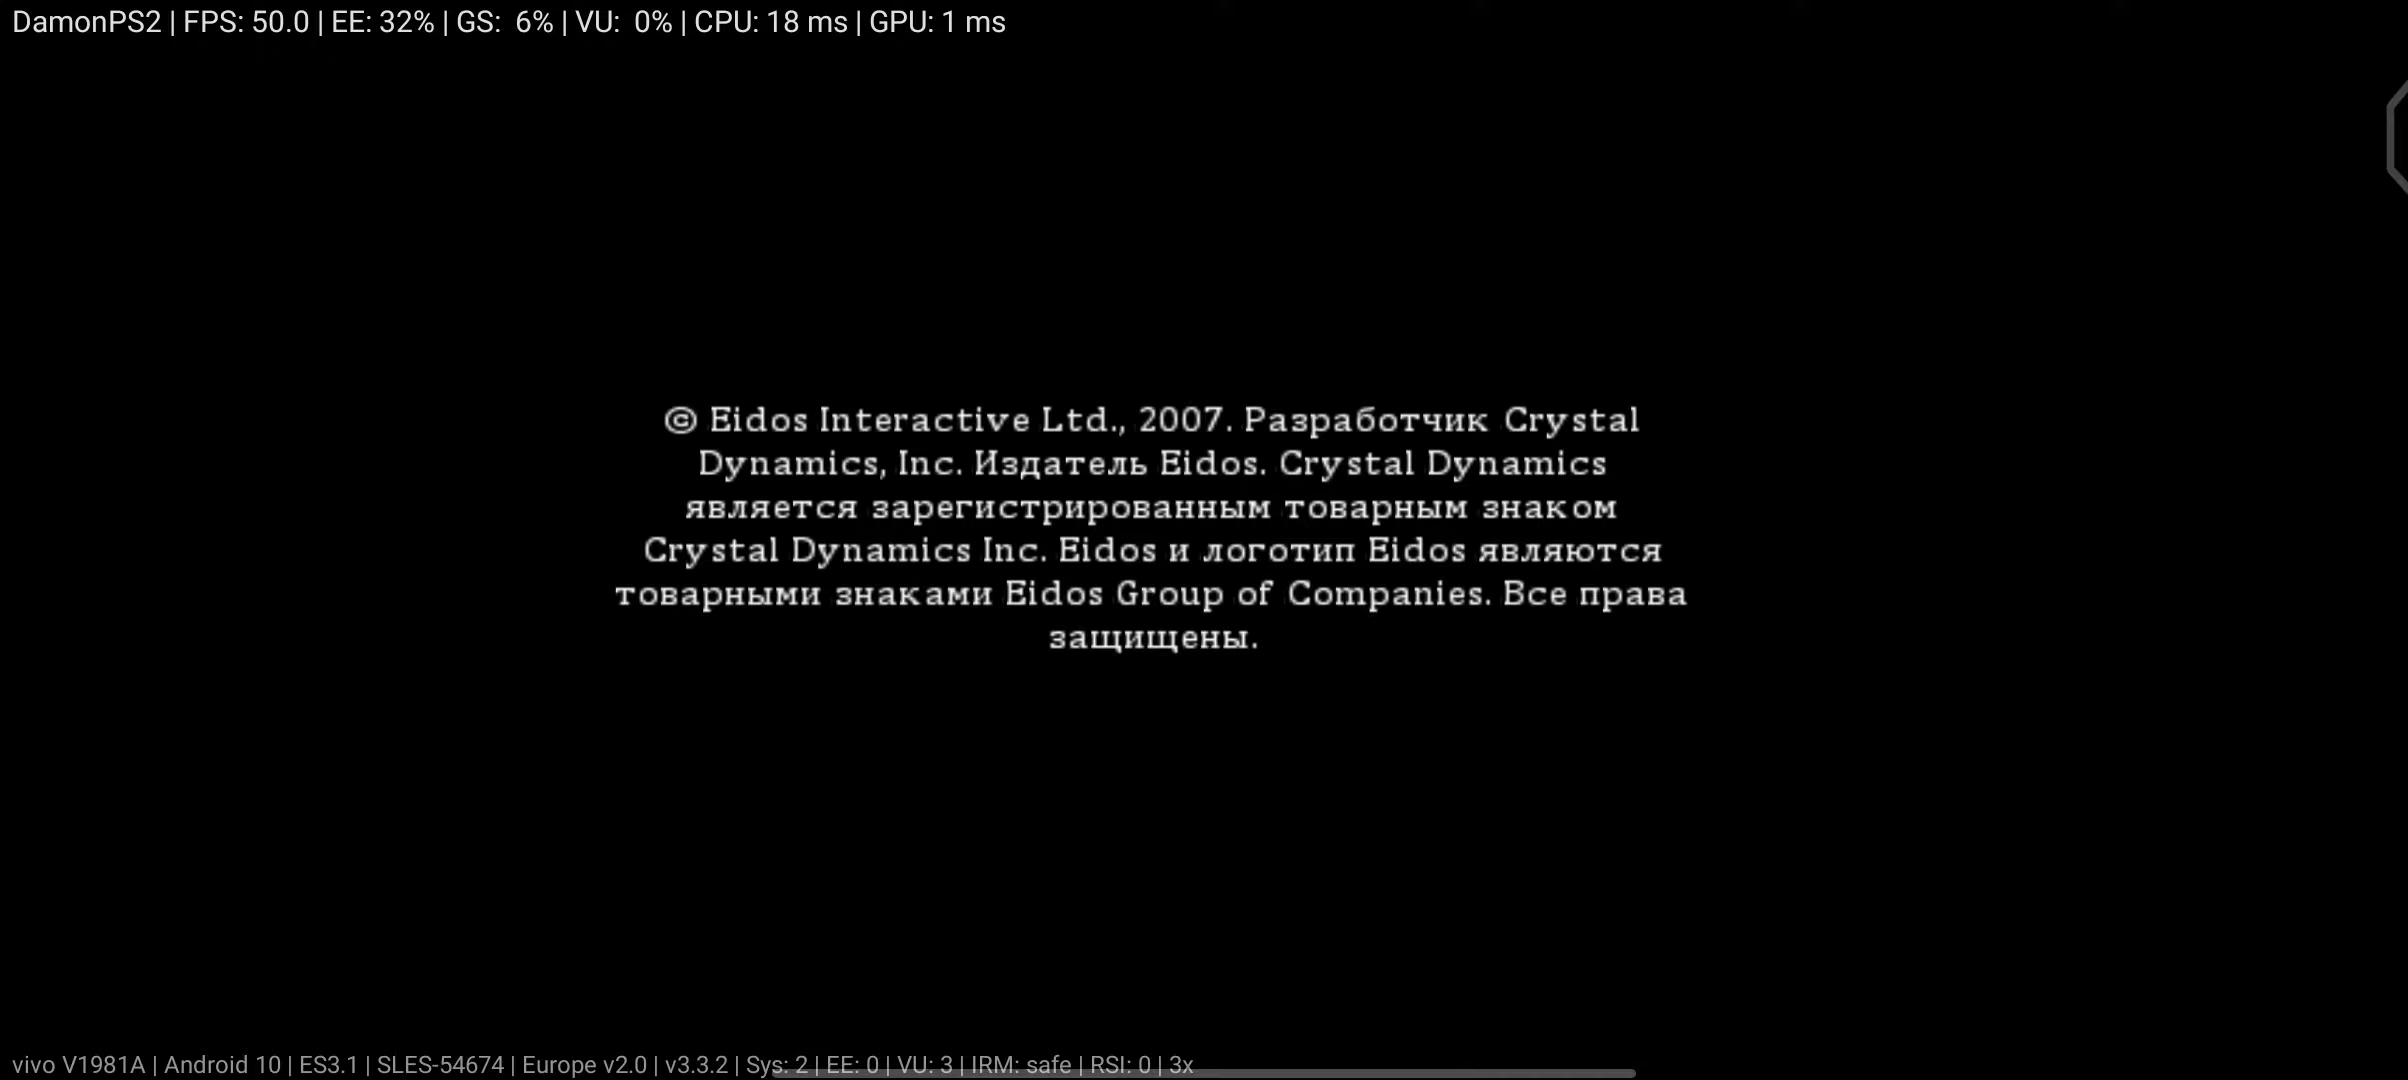 DamonPS2 | FPS: 50.0 | EE: 32% | GS:  6% | VU:  0% | CPU: 18 ms | GPU: 1 ms
© Eidos Interactive Ltd., 2007. Разработчик Crystal
Dynamics, Inc. Издатель Eidos. Crystal Dynamics
является зарегистрированным товарным знаком
Crystal Dynamics Inc. Eidos и логотип Eidos являются
товарными знаками Eidos Group of Companies. Все права
защищены.
vivo V1981A | Android 10 | ES3.1 | SLES-54674 | Europe v2.0 | v3.3.2 | Sys: 2 | EE: 0 | VU: 3 | IRM: safe | RSI: 0 | 3x